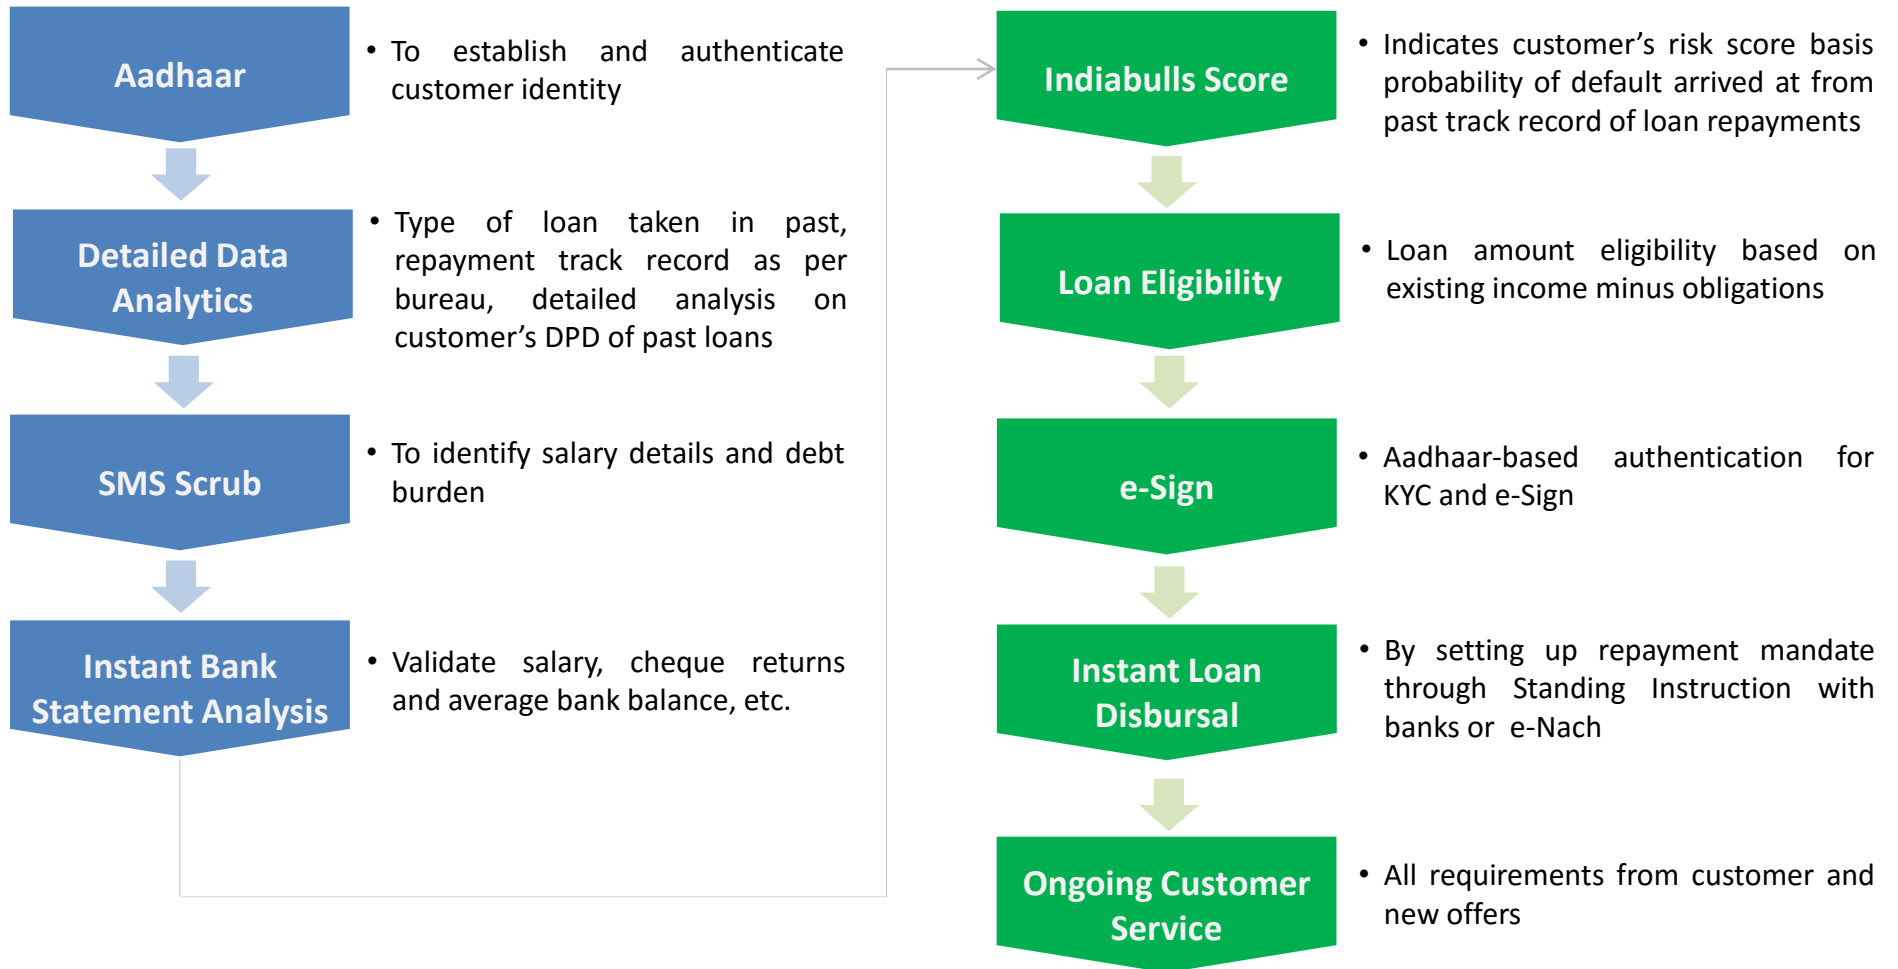 Aadhaar
• To establish and authenticate
customer identity
Detailed Data
Analytics
• Type of loan taken in past,
repayment track record as per
bureau, detailed analysis on
customer’s DPD of past loans
SMS Scrub
• To identify salary details and debt
burden
Instant Bank
Statement Analysis
• Validate salary, cheque returns
and average bank balance, etc.
Indiabulls Score
• Indicates customer’s risk score basis
probability of default arrived at from
past track record of loan repayments
Loan Eligibility
• Loan amount eligibility based on
existing income minus obligations
e-Sign
• Aadhaar-based authentication for
KYC and e-Sign
Instant Loan
Disbursal
• By setting up repayment mandate
through Standing Instruction with
banks or e-Nach
Ongoing Customer
Service
• All requirements from customer and
new offers